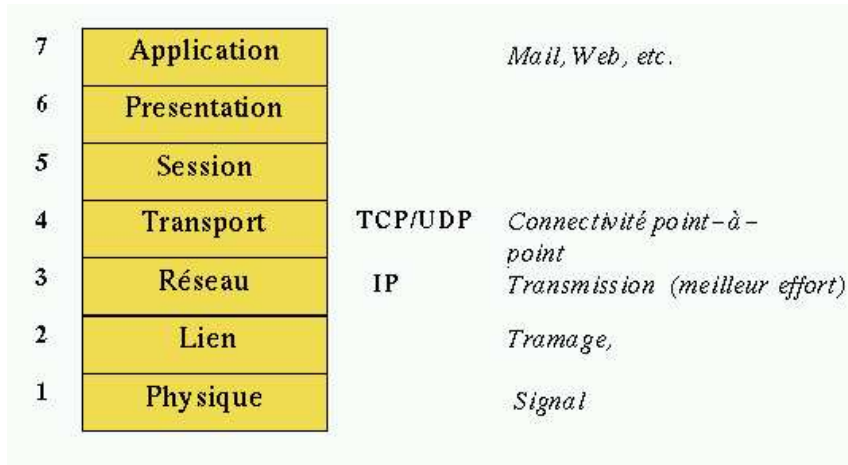 7 Application Mail, Web, etc.
6 Presentation
5 Session
4 Transport TCP/UDP Connectivité point-à-
point
3 Réseau IP Transmission (meilleur effort)
2 Lien Tramage,
1 Physique Signal